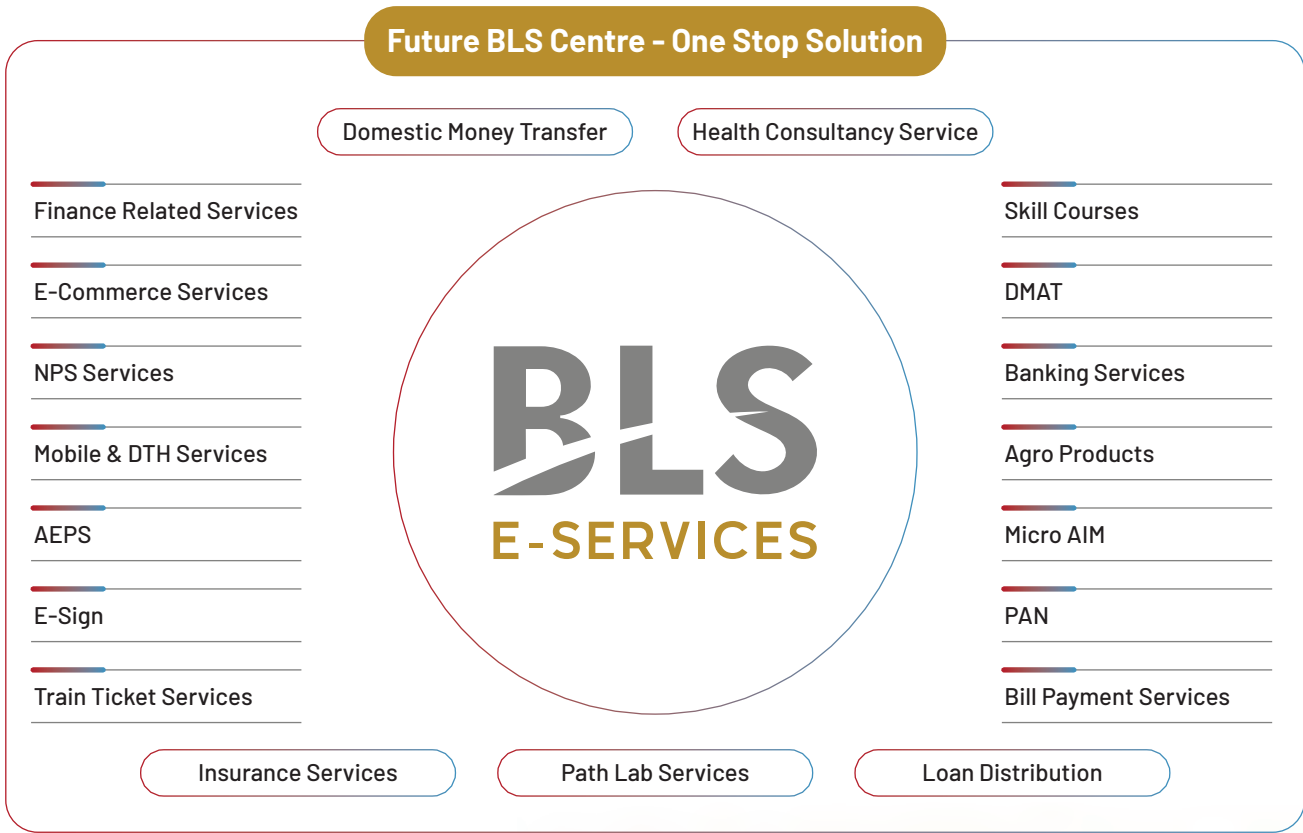 Future BLS Centre - One Stop Solution
Domestic Money Transfer
Health Consultancy Service
Finance Related Services
E-Commerce Services
NPS Services
Mobile & DTH Services
AEPS
E-Sign
Train Ticket Services
BLS
E-SERVICES
Skill Courses
DMAT
Banking Services
Agro Products
Micro AIM
PAN
Bill Payment Services
Insurance Services
Path Lab Services
Loan Distribution